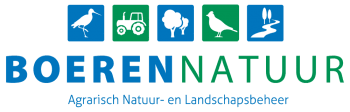 BOERENNATUUR
Agrarisch Natuur- en Landschapsbeheer